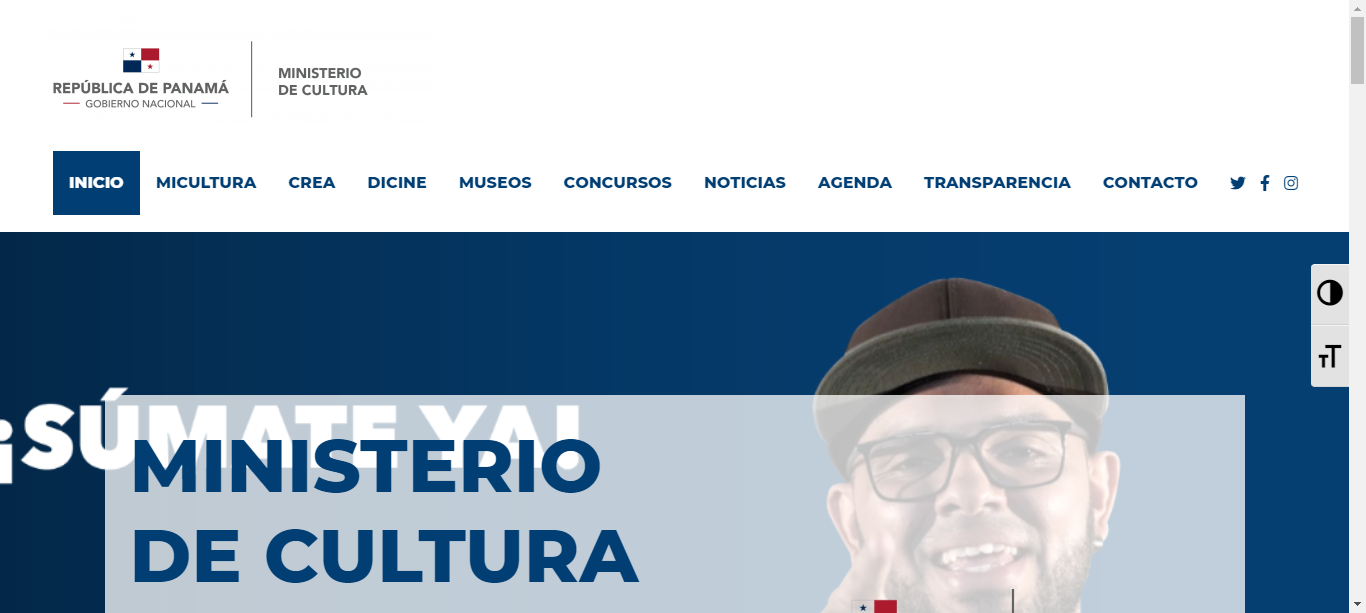 REPÚBLICA DE PANAMÁ
GOBIERNO NACIONAL
MINISTERIO
DE CULTURA
INICIO MICULTURA CREA DICINE MUSEOS CONCURSOS NOTICIAS AGENDA TRANSPARENCIA CONTACTO
¡SÚMATE YA!
MINISTERIO
DE CULTURA